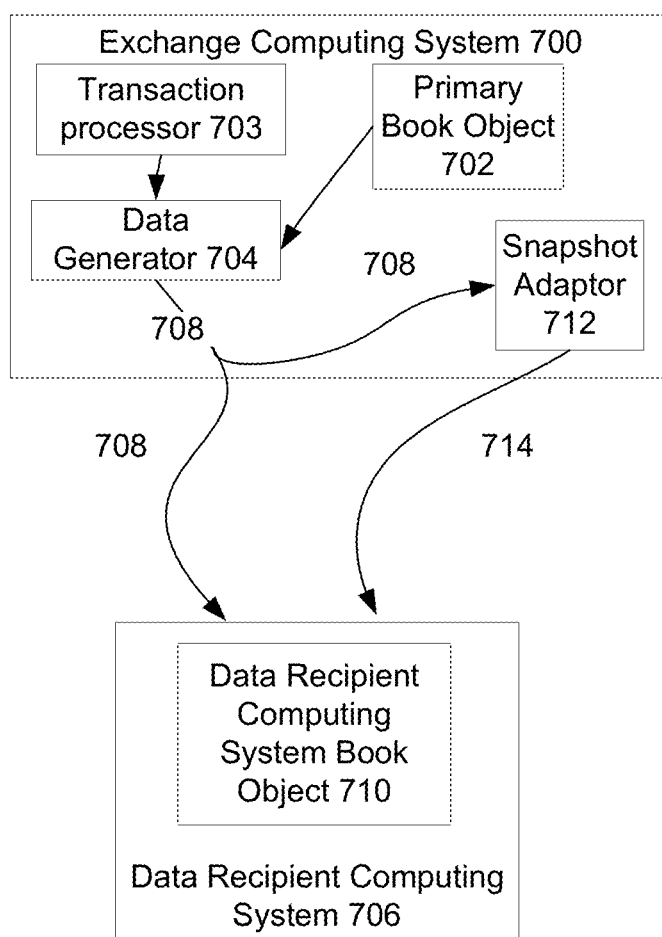 Exchange Computing System 700
Transaction
processor 703
Primary
Book Object
702
Data
Generator 704
708
Snapshot
Adaptor
712
708
708
714
Data Recipient
Computing
System Book
Object 710
Data Recipient Computing
System 706